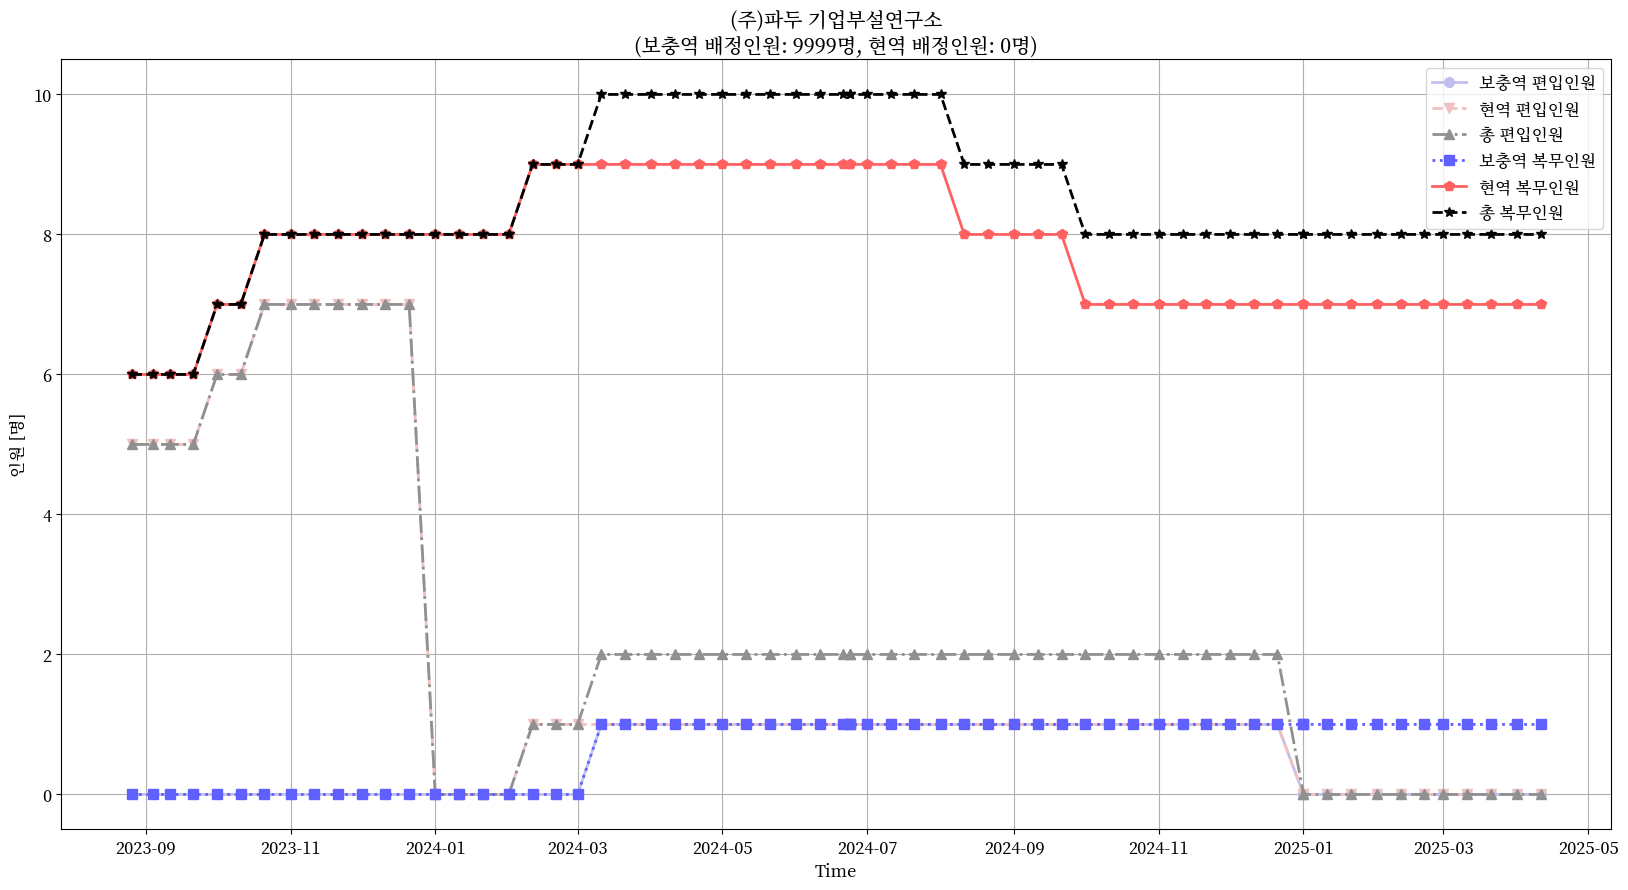 (주)파두 기업부설연구소
(보충역 배정인원: 9999명, 현역 배정인원: 0명)
보충역 편입인원
현역 편입인원
총 편입인원
보충역 복무인원
현역 복무인원
총 복무인원
인원 [명]
10
8
6
4
2
0
2023-09
2023-11
2024-01
2024-03
2024-05
2024-07
2024-09
2024-11
2025-01
2025-03
2025-05
Time